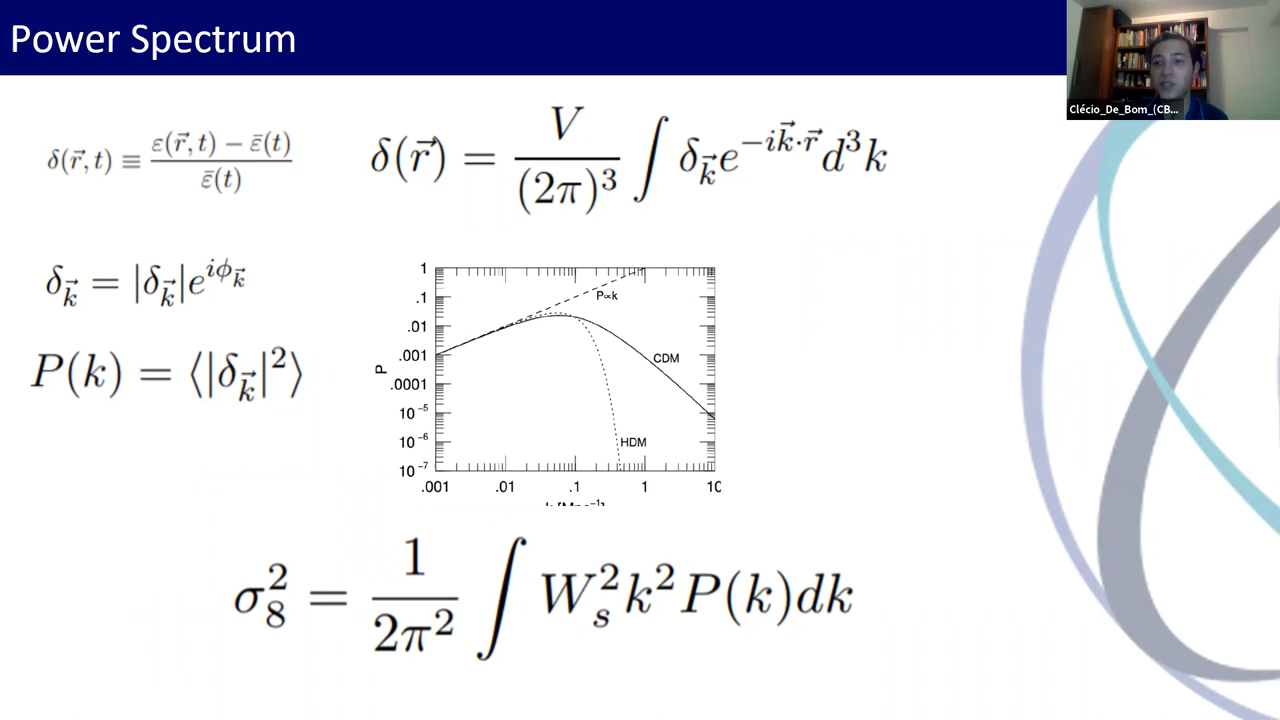 Power Spectrum
Clécio_De_Bom_(CB...
δ(r⃗, t) ≡ (ε(r⃗, t) − ε̄(t)) / ε̄(t)
δ(r⃗) = V/(2π)³ ∫ δ_k⃗ e^{−ik⃗·r⃗} d³k
δ_k⃗ = |δ_k⃗| e^{iϕ_k⃗}
P(k) = ⟨|δ_k⃗|²⟩
1
.1
.01
.001
.0001
10⁻⁵
10⁻⁶
10⁻⁷
P
P∝k
CDM
HDM
.001 .01 .1 1 10
σ₈² = 1/(2π²) ∫ W_s² k² P(k) dk